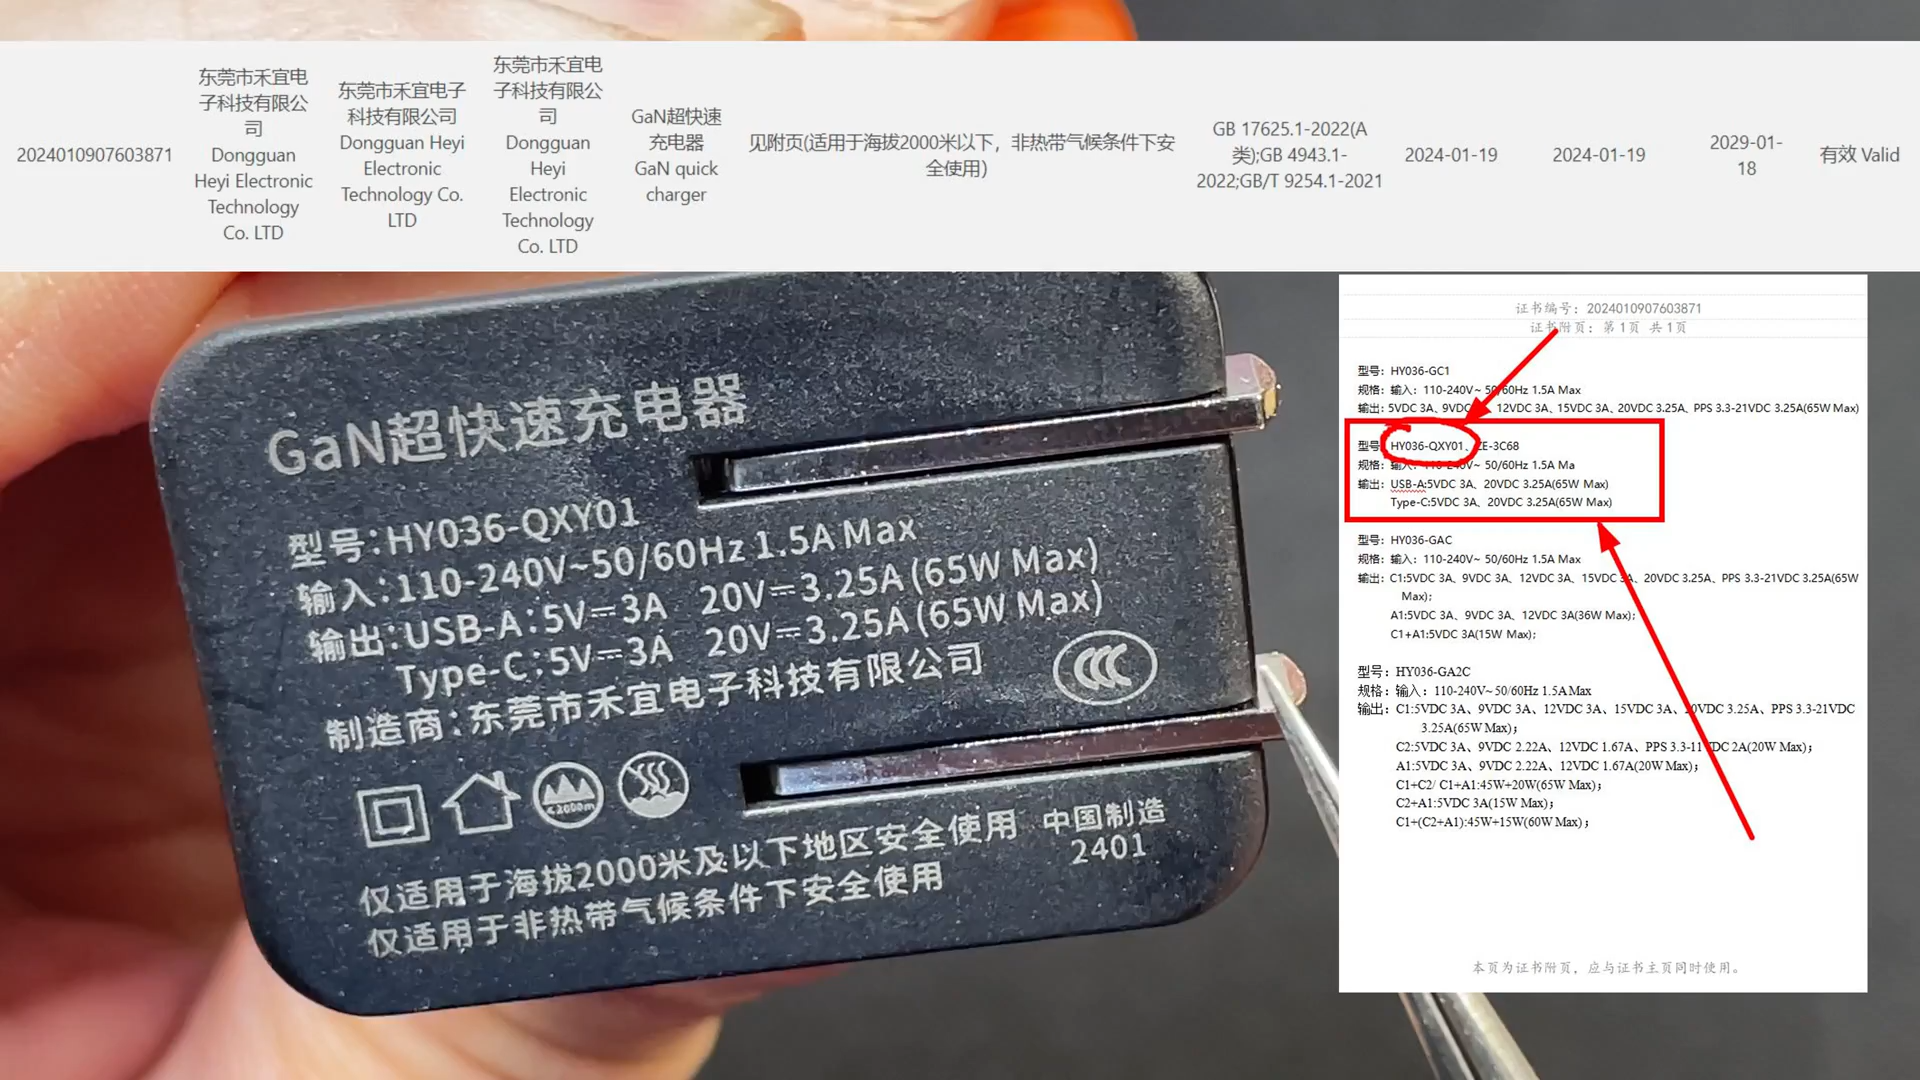 2024010907603871
东莞市禾宜电
子科技有限公
司
Dongguan
Heyi Electronic
Technology
Co. LTD
东莞市禾宜电子
科技有限公司
Dongguan Heyi
Electronic
Technology Co.
LTD
东莞市禾宜电
子科技有限公
司
Dongguan
Heyi
Electronic
Technology
Co. LTD
GaN超快速
充电器
GaN quick
charger
见附页(适用于海拔2000米以下，非热带气候条件下安
全使用)
GB 17625.1-2022(A
类);GB 4943.1-
2022;GB/T 9254.1-2021
2024-01-19
2024-01-19
2029-01-
18
有效 Valid
GaN超快速充电器
型号:HY036-QXY01
输入:110-240V~50/60Hz 1.5A Max
输出:USB-A:5V⎓3A 20V⎓3.25A(65W Max)
Type-C:5V⎓3A 20V⎓3.25A(65W Max)
制造商:东莞市禾宜电子科技有限公司
CCC
≤2000m
仅适用于海拔2000米及以下地区安全使用
仅适用于非热带气候条件下安全使用
中国制造
2401
证书编号：2024010907603871
证书附页：第1页 共1页
型号：HY036-GC1
规格：输入：110-240V~ 50/60Hz 1.5A Max
输出：5VDC 3A、9VDC 、12VDC 3A、15VDC 3A、20VDC 3.25A、PPS 3.3-21VDC 3.25A(65W Max)
型号：HY036-QXY01、ZE-3C68
规格：输入：110-240V~ 50/60Hz 1.5A Ma
输出：USB-A:5VDC 3A、20VDC 3.25A(65W Max)
Type-C:5VDC 3A、20VDC 3.25A(65W Max)
型号：HY036-GAC
规格：输入：110-240V~ 50/60Hz 1.5A Max
输出：C1:5VDC 3A、9VDC 3A、12VDC 3A、15VDC 3A、20VDC 3.25A、PPS 3.3-21VDC 3.25A(65W
Max);
A1:5VDC 3A、9VDC 3A、12VDC 3A(36W Max);
C1+A1:5VDC 3A(15W Max);
型号：HY036-GA2C
规格：输入：110-240V~ 50/60Hz 1.5A Max
输出：C1:5VDC 3A、9VDC 3A、12VDC 3A、15VDC 3A、20VDC 3.25A、PPS 3.3-21VDC
3.25A(65W Max)；
C2:5VDC 3A、9VDC 2.22A、12VDC 1.67A、PPS 3.3-11VDC 2A(20W Max)；
A1:5VDC 3A、9VDC 2.22A、12VDC 1.67A(20W Max)；
C1+C2/ C1+A1:45W+20W(65W Max)；
C2+A1:5VDC 3A(15W Max)；
C1+(C2+A1):45W+15W(60W Max)；
本页为证书附页，应与证书主页同时使用。